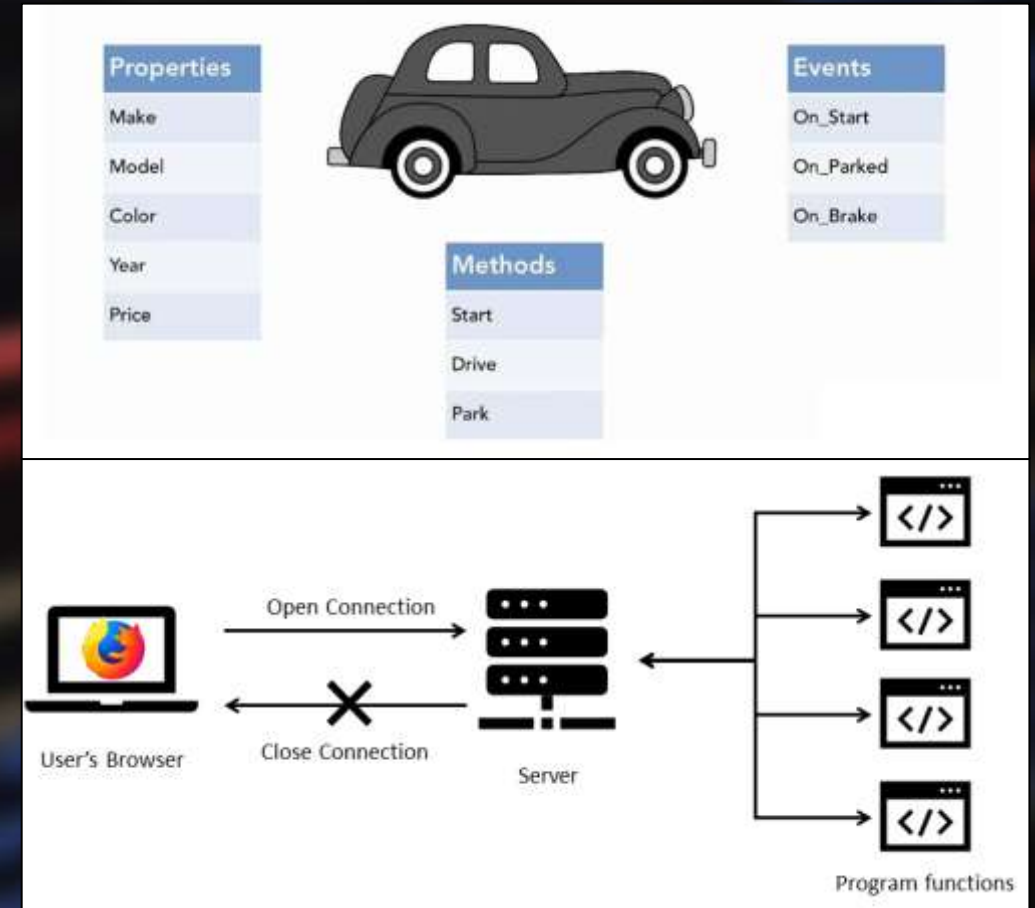 Properties
Make
Model
Color
Year
Price
Methods
Start
Drive
Park
Events
On_Start
On_Parked
On_Brake
Open Connection
Close Connection
User's Browser
Server
</>
</>
</>
</>
Program functions